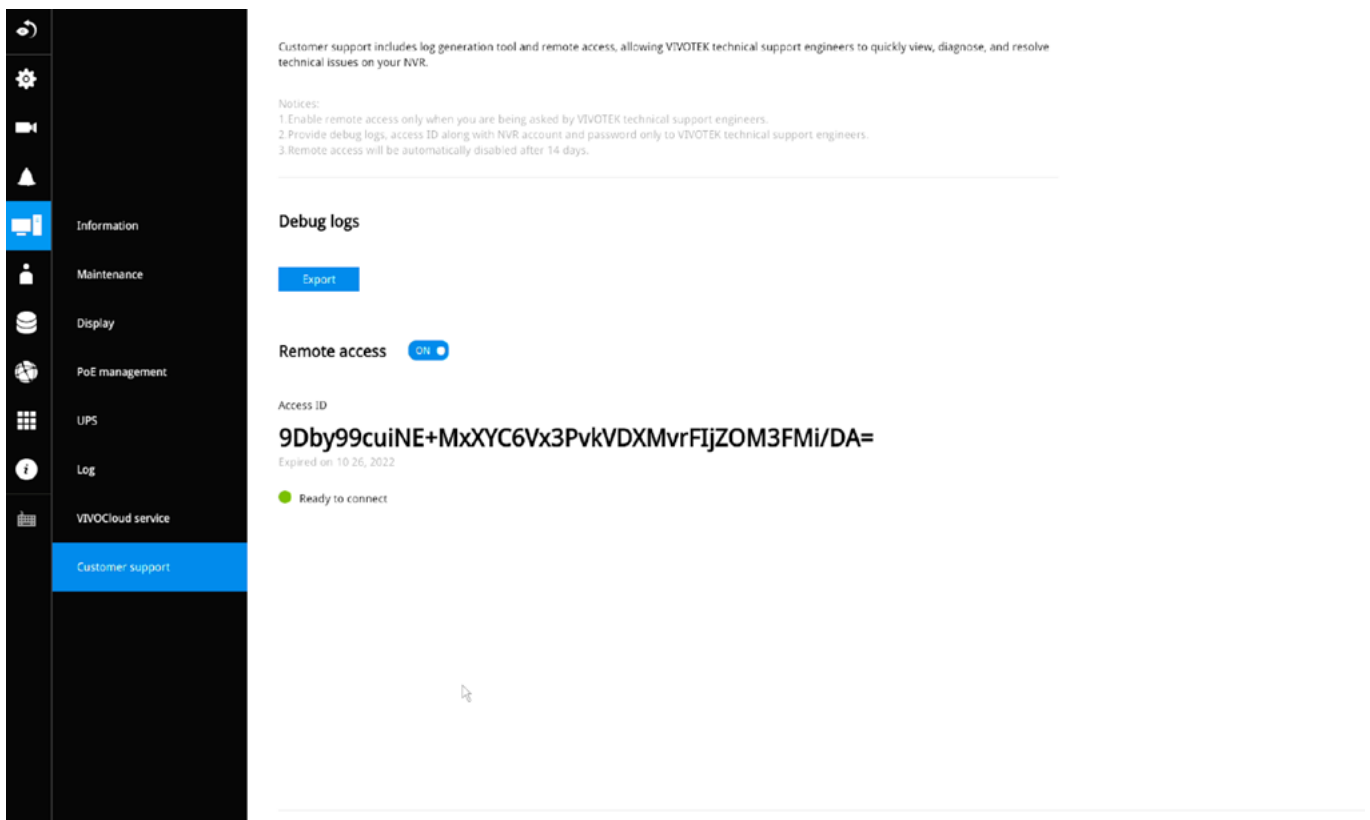 Customer support includes log generation tool and remote access, allowing VIVOTEK technical support engineers to quickly view, diagnose, and resolve
technical issues on your NVR.
Notices:
1.Enable remote access only when you are being asked by VIVOTEK technical support engineers.
2.Provide debug logs, access ID along with NVR account and password only to VIVOTEK technical support engineers.
3.Remote access will be automatically disabled after 14 days.
Information
Maintenance
Display
PoE management
UPS
Log
VIVOCloud service
Customer support
Debug logs
Export
Remote access ON
Access ID
9Dby99cuiNE+MxXYC6Vx3PvkVDXMvrFIjZOM3FMi/DA=
Expired on 10 26, 2022
Ready to connect